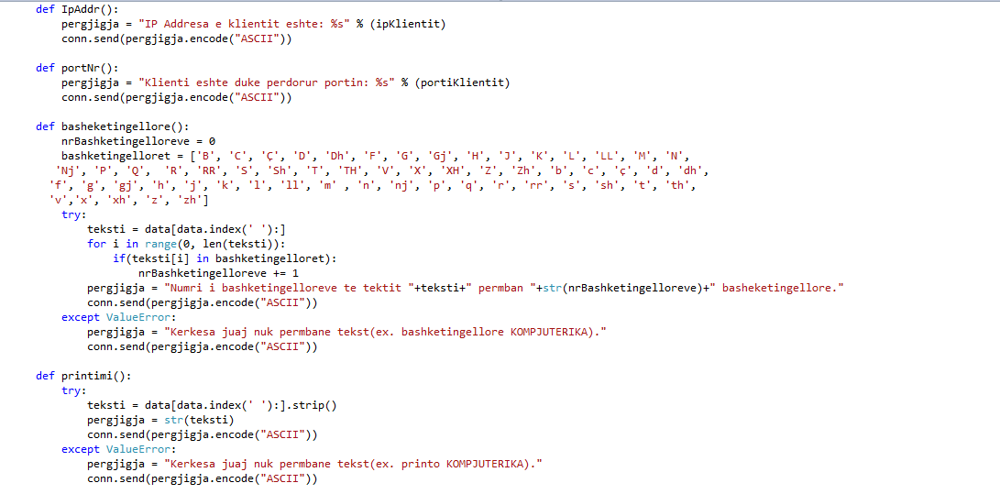 def IpAddr():
    pergjigja = "IP Addresa e klientit eshte: %s" % (ipKlientit)
    conn.send(pergjigja.encode("ASCII"))

def portNr():
    pergjigja = "Klienti eshte duke perdorur portin: %s" % (portiKlientit)
    conn.send(pergjigja.encode("ASCII"))

def basheketingellore():
    nrBashketingelloreve = 0
    bashketingelloret = ['B', 'C', 'Ç', 'D', 'Dh', 'F', 'G', 'Gj', 'H', 'J', 'K', 'L', 'LL', 'M', 'N',
   'Nj', 'P', 'Q',  'R', 'RR', 'S', 'Sh', 'T', 'TH', 'V', 'X', 'XH', 'Z', 'Zh', 'b', 'c', 'ç', 'd', 'dh',
  'f', 'g', 'gj', 'h', 'j', 'k', 'l', 'll', 'm' , 'n', 'nj', 'p', 'q', 'r', 'rr', 's', 'sh', 't', 'th',
  'v','x', 'xh', 'z', 'zh']
    try:
        teksti = data[data.index(' '):]
        for i in range(0, len(teksti)):
            if(teksti[i] in bashketingelloret):
                nrBashketingelloreve += 1
        pergjigja = "Numri i bashketingelloreve te tektit "+teksti+" permban "+str(nrBashketingelloreve)+" basheketingellore."
        conn.send(pergjigja.encode("ASCII"))
    except ValueError:
        pergjigja = "Kerkesa juaj nuk permbane tekst(ex. bashketingellore KOMPJUTERIKA)."
        conn.send(pergjigja.encode("ASCII"))

def printimi():
    try:
        teksti = data[data.index(' '):].strip()
        pergjigja = str(teksti)
        conn.send(pergjigja.encode("ASCII"))
    except ValueError:
        pergjigja = "Kerkesa juaj nuk permbane tekst(ex. printo KOMPJUTERIKA)."
        conn.send(pergjigja.encode("ASCII"))